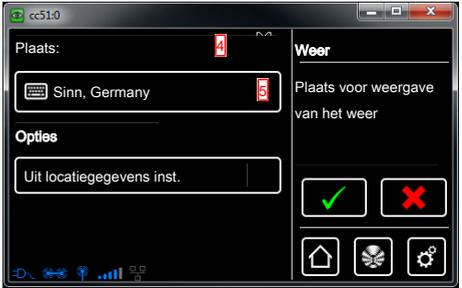 cc51:0
Plaats:
4
Sinn, Germany
5
Opties
Uit locatiegegevens inst.
Weer
Plaats voor weergave
van het weer